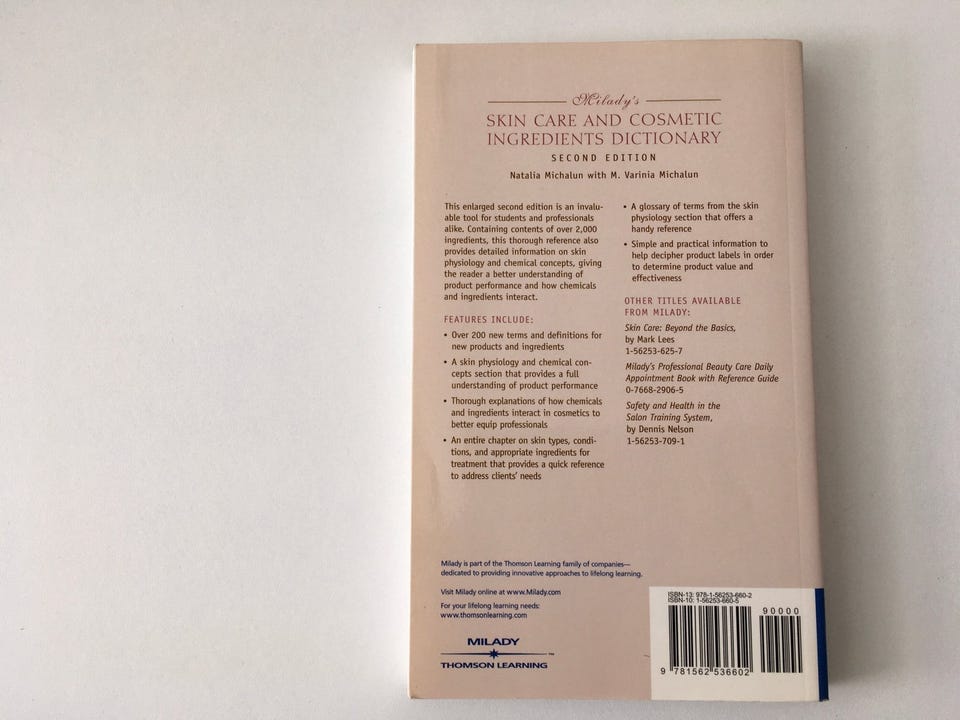 Milady's
SKIN CARE AND COSMETIC
INGREDIENTS DICTIONARY
SECOND EDITION
Natalia Michalun with M. Varinia Michalun
This enlarged second edition is an invalu-
able tool for students and professionals
alike. Containing contents of over 2,000
ingredients, this thorough reference also
provides detailed information on skin
physiology and chemical concepts, giving
the reader a better understanding of
product performance and how chemicals
and ingredients interact.
FEATURES INCLUDE:
• Over 200 new terms and definitions for
new products and ingredients
• A skin physiology and chemical con-
cepts section that provides a full
understanding of product performance
• Thorough explanations of how chemicals
and ingredients interact in cosmetics to
better equip professionals
• An entire chapter on skin types, condi-
tions, and appropriate ingredients for
treatment that provides a quick reference
to address clients' needs
• A glossary of terms from the skin
physiology section that offers a
handy reference
• Simple and practical information to
help decipher product labels in order
to determine product value and
effectiveness
OTHER TITLES AVAILABLE
FROM MILADY:
Skin Care: Beyond the Basics,
by Mark Lees
1-56253-625-7
Milady's Professional Beauty Care Daily
Appointment Book with Reference Guide
0-7668-2906-5
Safety and Health in the
Salon Training System,
by Dennis Nelson
1-56253-709-1
Milady is part of the Thomson Learning family of companies—
dedicated to providing innovative approaches to lifelong learning.
Visit Milady online at www.Milady.com
For your lifelong learning needs:
www.thomsonlearning.com
MILADY
™
THOMSON LEARNING
ISBN-13: 978-1-56253-660-2
ISBN-10: 1-56253-660-5
90000
9 781562 536602